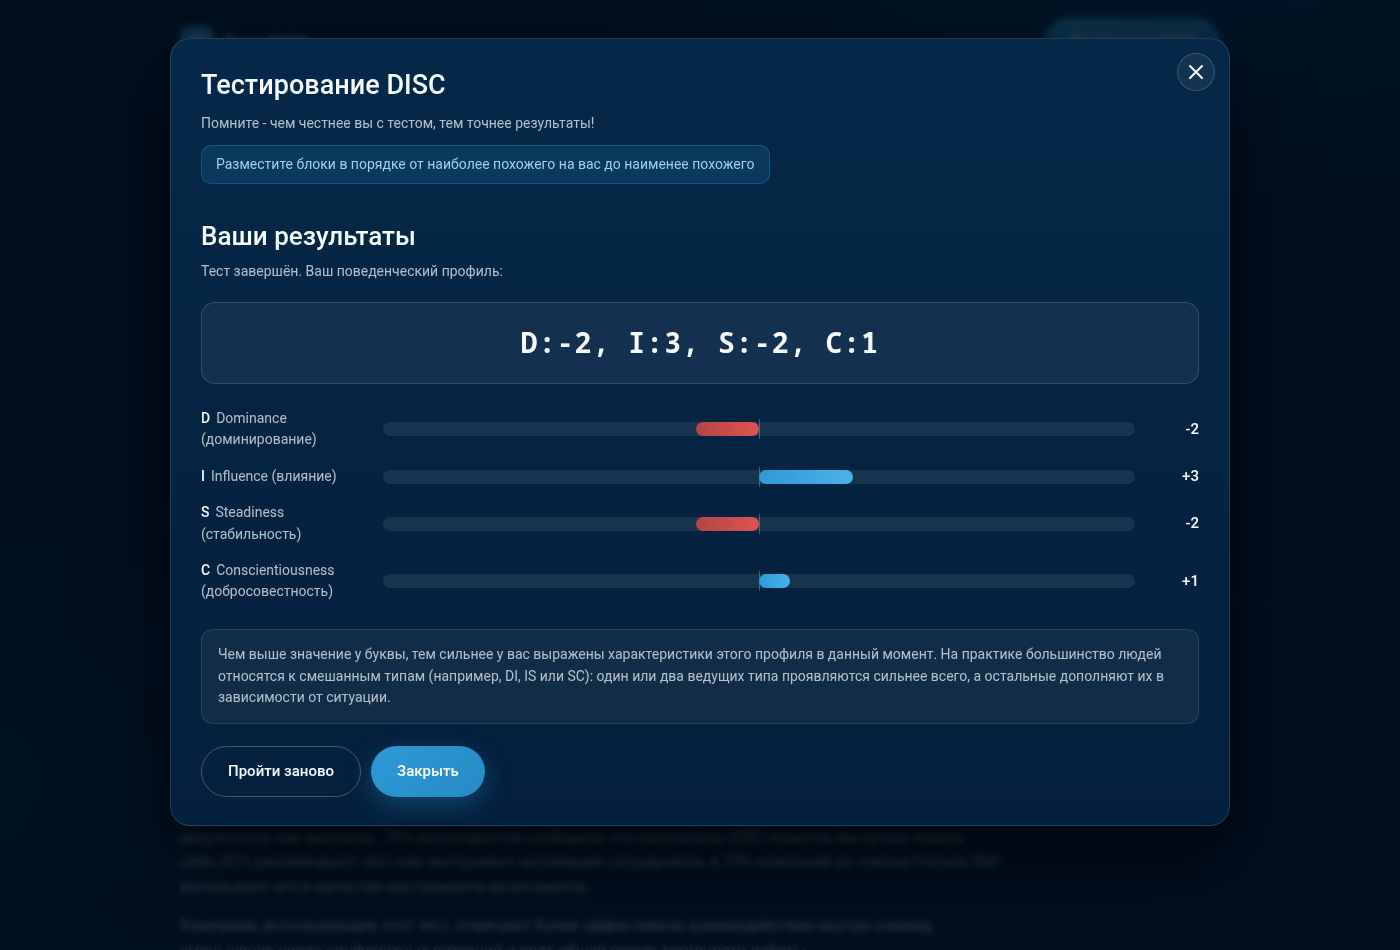 Тестирование DISC
Помните - чем честнее вы с тестом, тем точнее результаты!
Разместите блоки в порядке от наиболее похожего на вас до наименее похожего
Ваши результаты
Тест завершён. Ваш поведенческий профиль:
D:-2, I:3, S:-2, C:1
D Dominance
(доминирование)
-2
I Influence (влияние)
+3
S Steadiness
(стабильность)
-2
C Conscientiousness
(добросовестность)
+1
Чем выше значение у буквы, тем сильнее у вас выражены характеристики этого профиля в данный момент. На практике большинство людей
относятся к смешанным типам (например, DI, IS или SC): один или два ведущих типа проявляются сильнее всего, а остальные дополняют их в
зависимости от ситуации.
Пройти заново
Закрыть